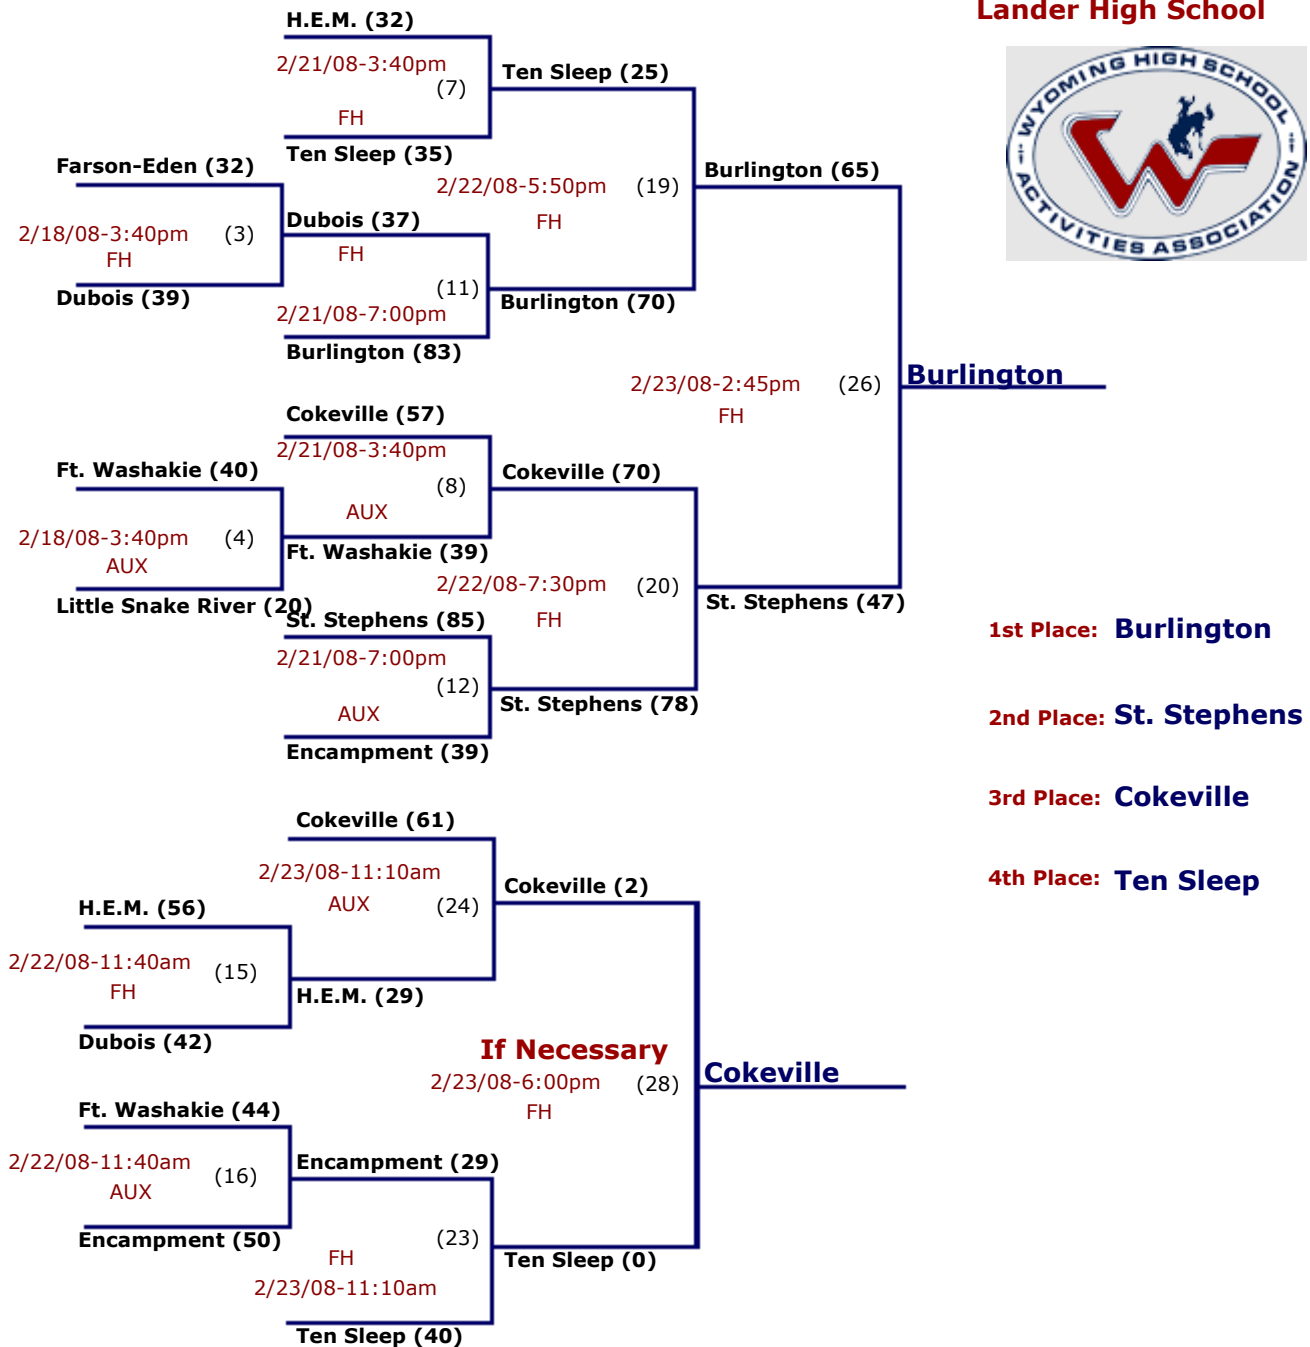 Lander High School
WYOMING HIGH SCHOOL
ACTIVITIES ASSOCIATION
W
H.E.M. (32)
2/21/08-3:40pm
(7)
FH
Ten Sleep (35)
Ten Sleep (25)
Farson-Eden (32)
2/18/08-3:40pm
(3)
FH
Dubois (39)
Dubois (37)
FH
(11)
2/21/08-7:00pm
Burlington (83)
2/22/08-5:50pm
(19)
FH
Burlington (70)
Burlington (65)
2/23/08-2:45pm
(26)
FH
Burlington
Cokeville (57)
2/21/08-3:40pm
(8)
AUX
Ft. Washakie (40)
2/18/08-3:40pm
(4)
AUX
Little Snake River (20)
Ft. Washakie (39)
Cokeville (70)
2/22/08-7:30pm
(20)
FH
St. Stephens (85)
2/21/08-7:00pm
(12)
AUX
Encampment (39)
St. Stephens (78)
St. Stephens (47)
1st Place: Burlington
2nd Place: St. Stephens
3rd Place: Cokeville
4th Place: Ten Sleep
Cokeville (61)
2/23/08-11:10am
AUX
(24)
H.E.M. (56)
2/22/08-11:40am
(15)
FH
Dubois (42)
H.E.M. (29)
Cokeville (2)
If Necessary
2/23/08-6:00pm
(28)
FH
Cokeville
Ft. Washakie (44)
2/22/08-11:40am
(16)
AUX
Encampment (50)
Encampment (29)
(23)
FH
2/23/08-11:10am
Ten Sleep (40)
Ten Sleep (0)